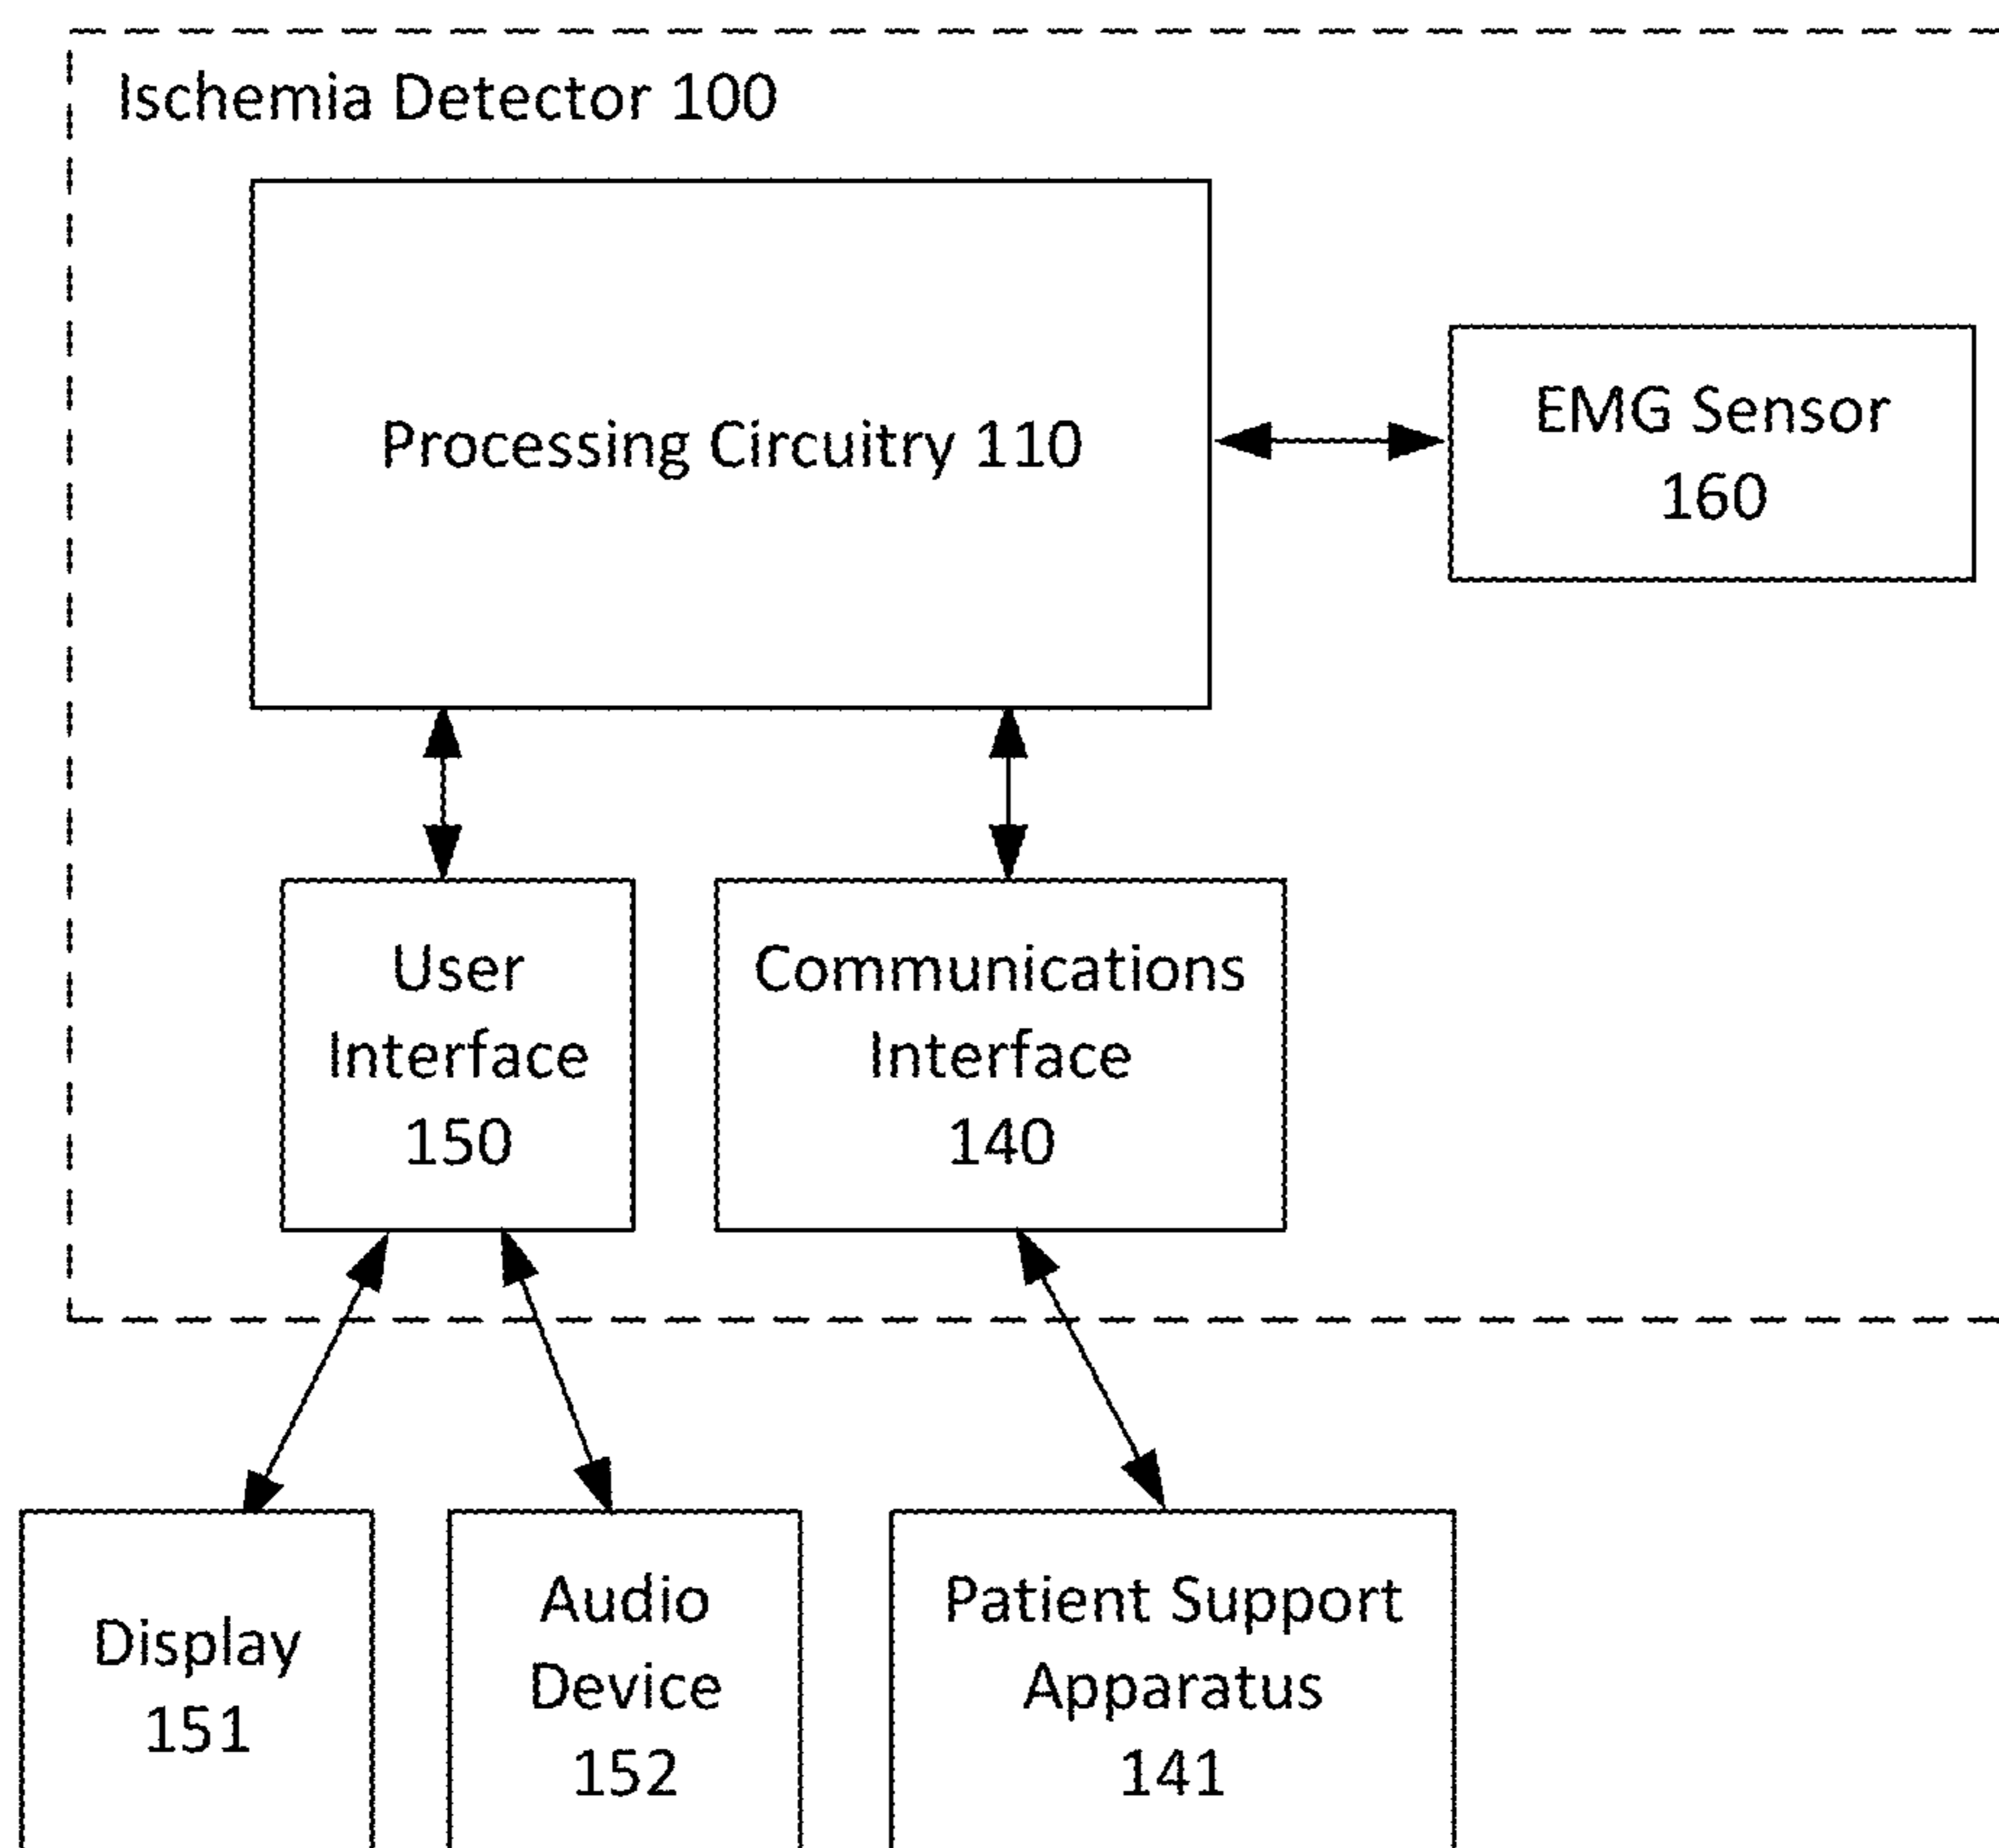 Ischemia Detector 100
Processing Circuitry 110
EMG Sensor
160
User
Interface
150
Communications
Interface
140
Display
151
Audio
Device
152
Patient Support
Apparatus
141